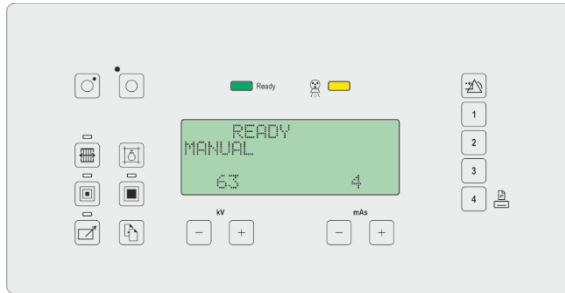 Ready
READY
MANUAL
63 4
kV mAs
- + - +
1
2
3
4